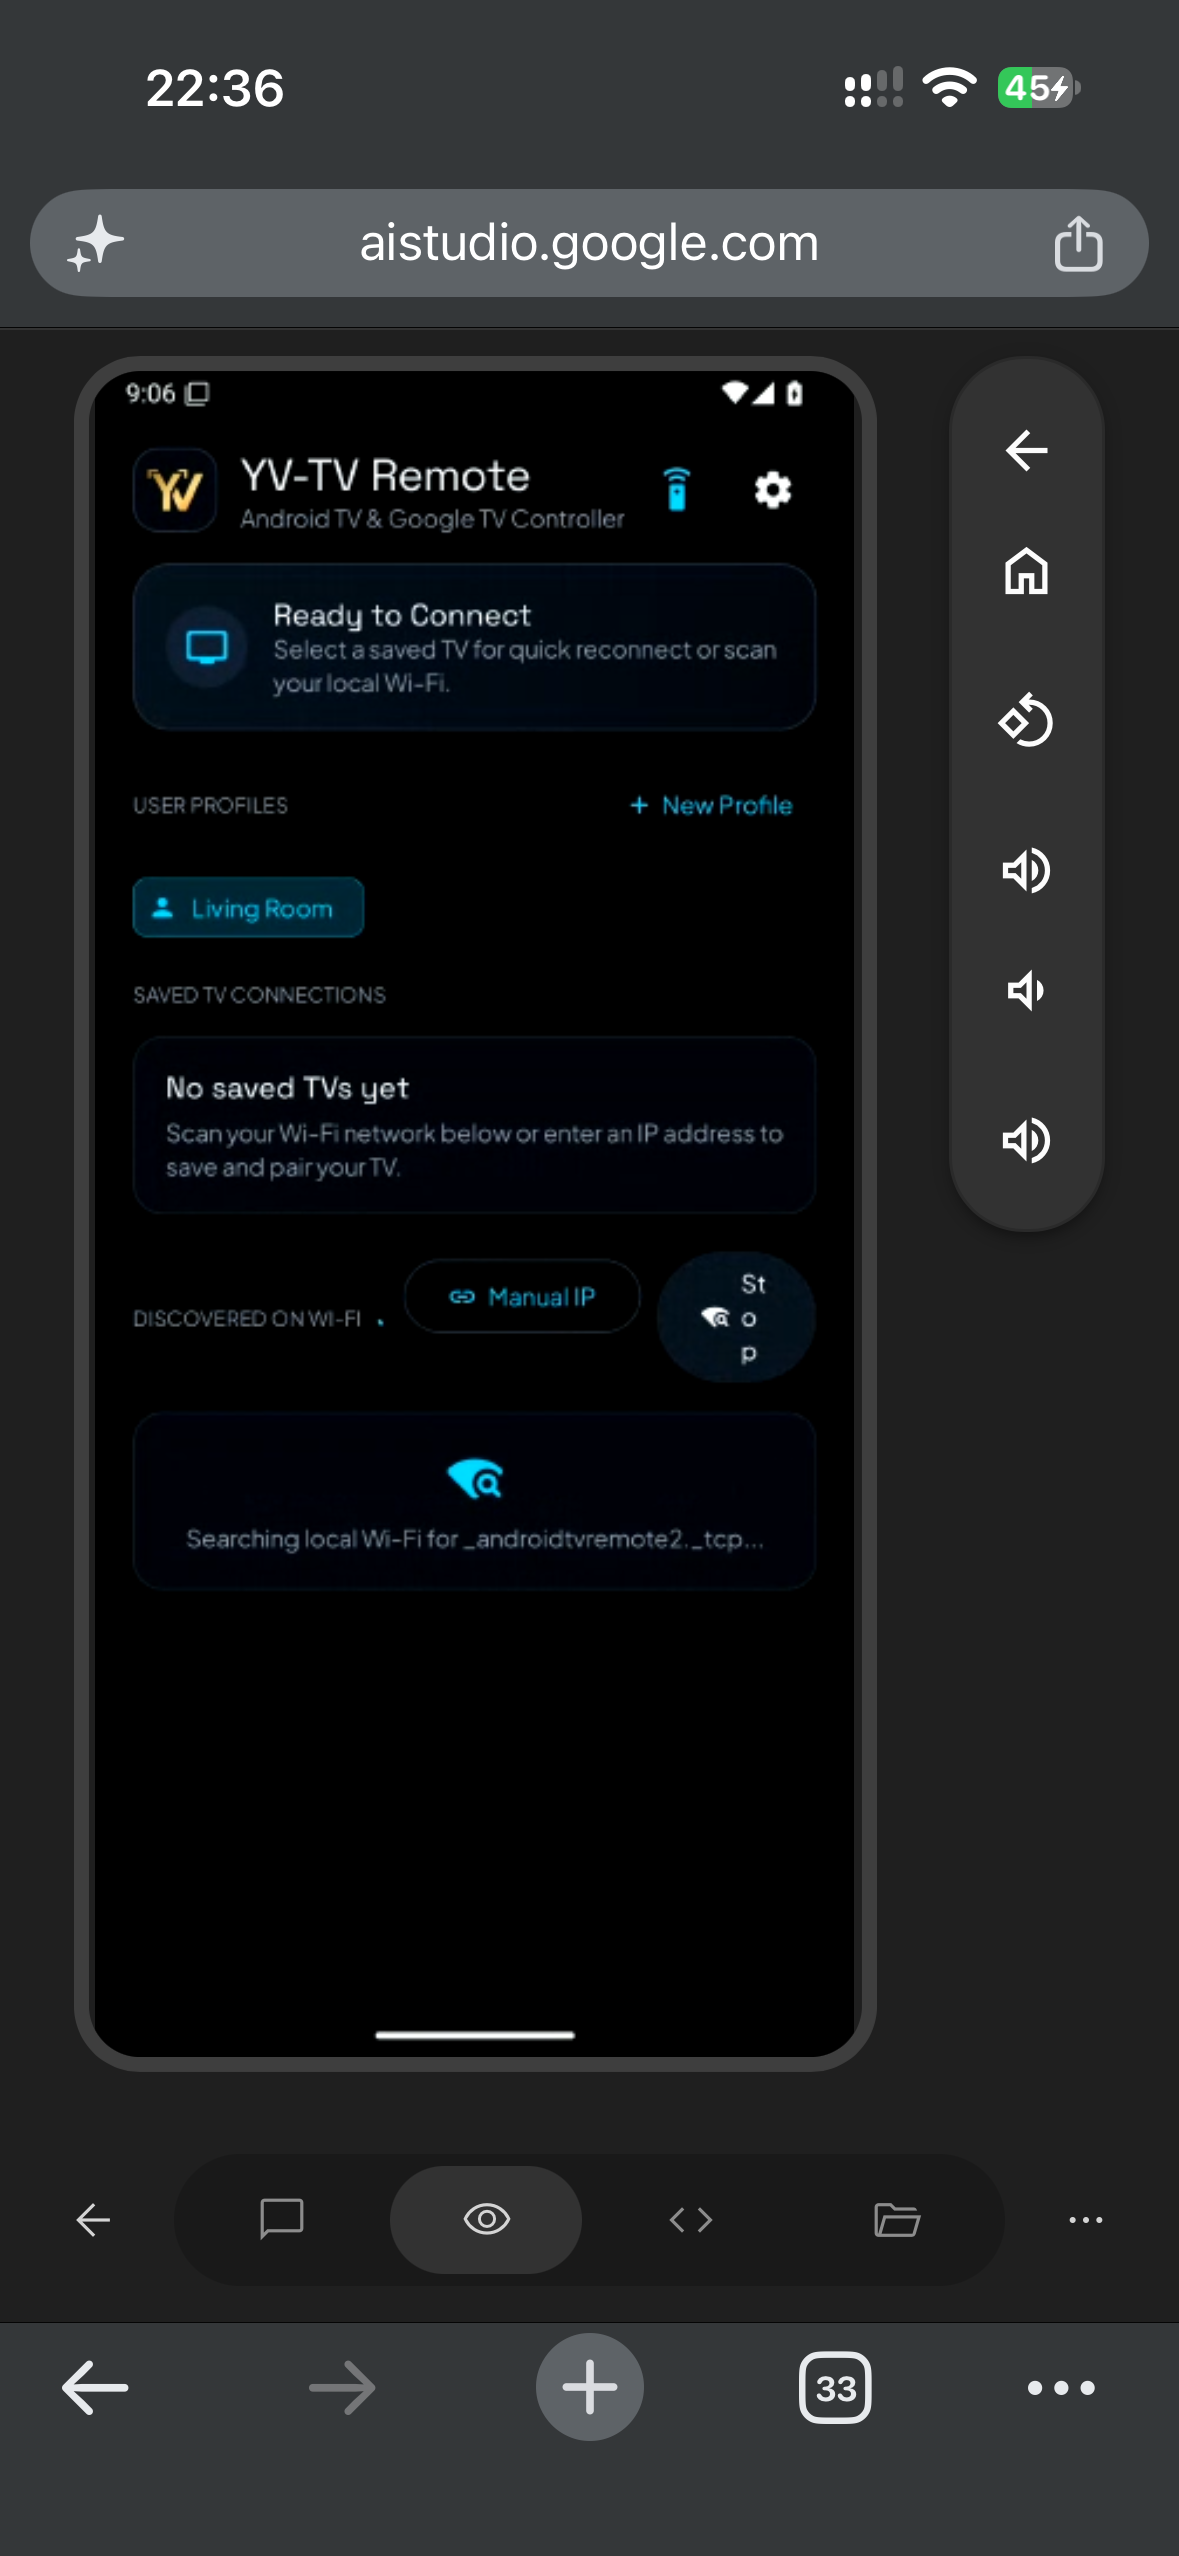 22:36
45
aistudio.google.com
9:06
YV
YV-TV Remote
Android TV & Google TV Controller
Ready to Connect
Select a saved TV for quick reconnect or scan
your local Wi-Fi.
USER PROFILES
+ New Profile
Living Room
SAVED TV CONNECTIONS
No saved TVs yet
Scan your Wi-Fi network below or enter an IP address to
save and pair your TV.
DISCOVERED ON WI-FI
Manual IP
St
o
p
Searching local Wi-Fi for _androidtvremote2._tcp...
33